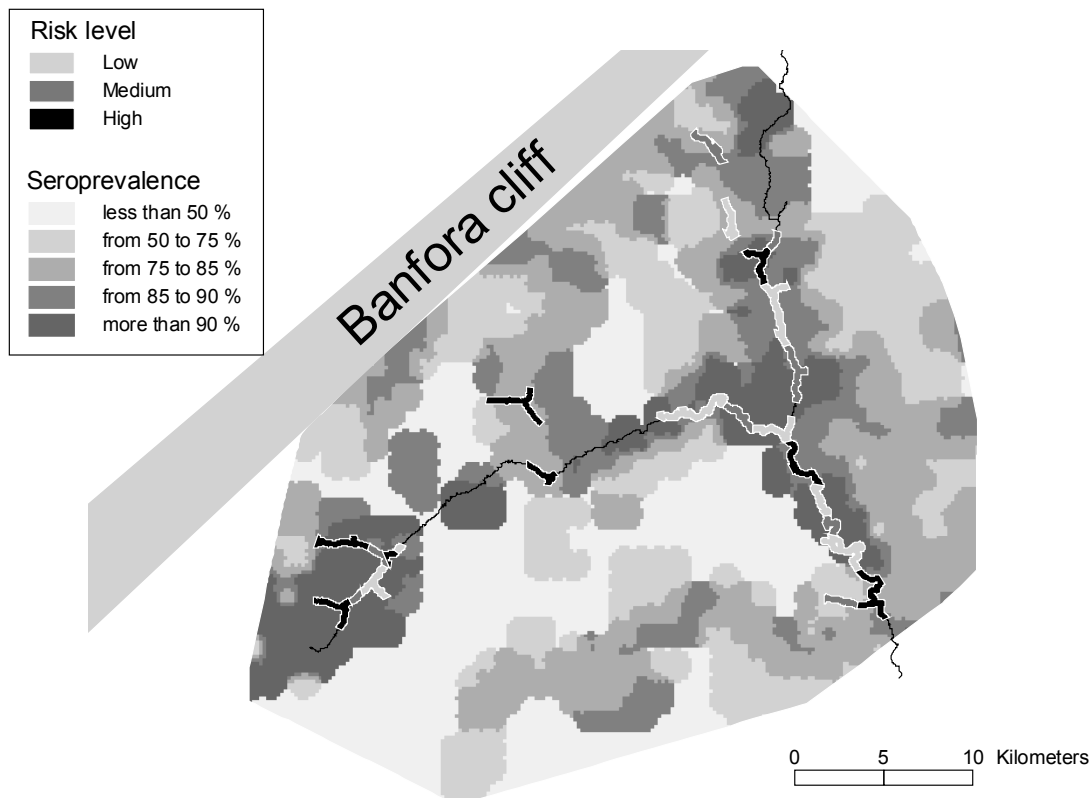 Risk level
Low
Medium
High
Seroprevalence
less than 50 %
from 50 to 75 %
from 75 to 85 %
from 85 to 90 %
more than 90 %
Banfora cliff
0 5 10 Kilometers